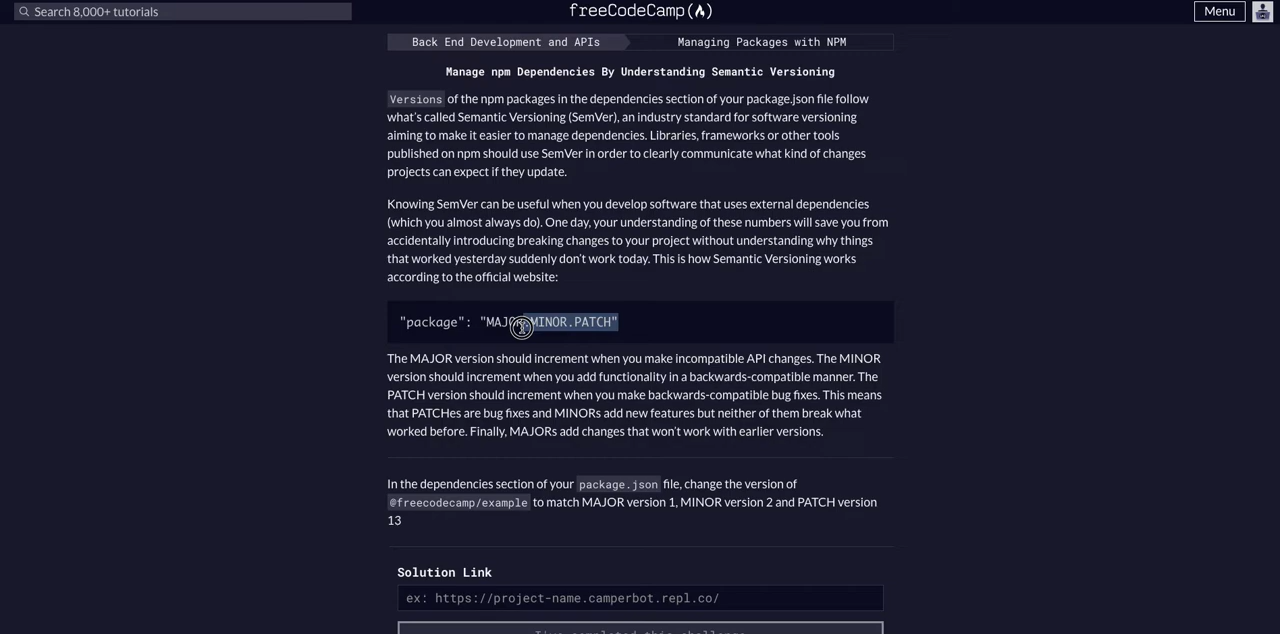 Search 8,000+ tutorials
freeCodeCamp
Menu
Back End Development and APIs
Managing Packages with NPM
Manage npm Dependencies By Understanding Semantic Versioning
Versions of the npm packages in the dependencies section of your package.json file follow
what's called Semantic Versioning (SemVer), an industry standard for software versioning
aiming to make it easier to manage dependencies. Libraries, frameworks or other tools
published on npm should use SemVer in order to clearly communicate what kind of changes
projects can expect if they update.
Knowing SemVer can be useful when you develop software that uses external dependencies
(which you almost always do). One day, your understanding of these numbers will save you from
accidentally introducing breaking changes to your project without understanding why things
that worked yesterday suddenly don't work today. This is how Semantic Versioning works
according to the official website:
"package": "MAJOR.MINOR.PATCH"
The MAJOR version should increment when you make incompatible API changes. The MINOR
version should increment when you add functionality in a backwards-compatible manner. The
PATCH version should increment when you make backwards-compatible bug fixes. This means
that PATCHes are bug fixes and MINORs add new features but neither of them break what
worked before. Finally, MAJORs add changes that won't work with earlier versions.
In the dependencies section of your package.json file, change the version of
@freecodecamp/example to match MAJOR version 1, MINOR version 2 and PATCH version
13
Solution Link
ex: https://project-name.camperbot.repl.co/
I've completed this challenge